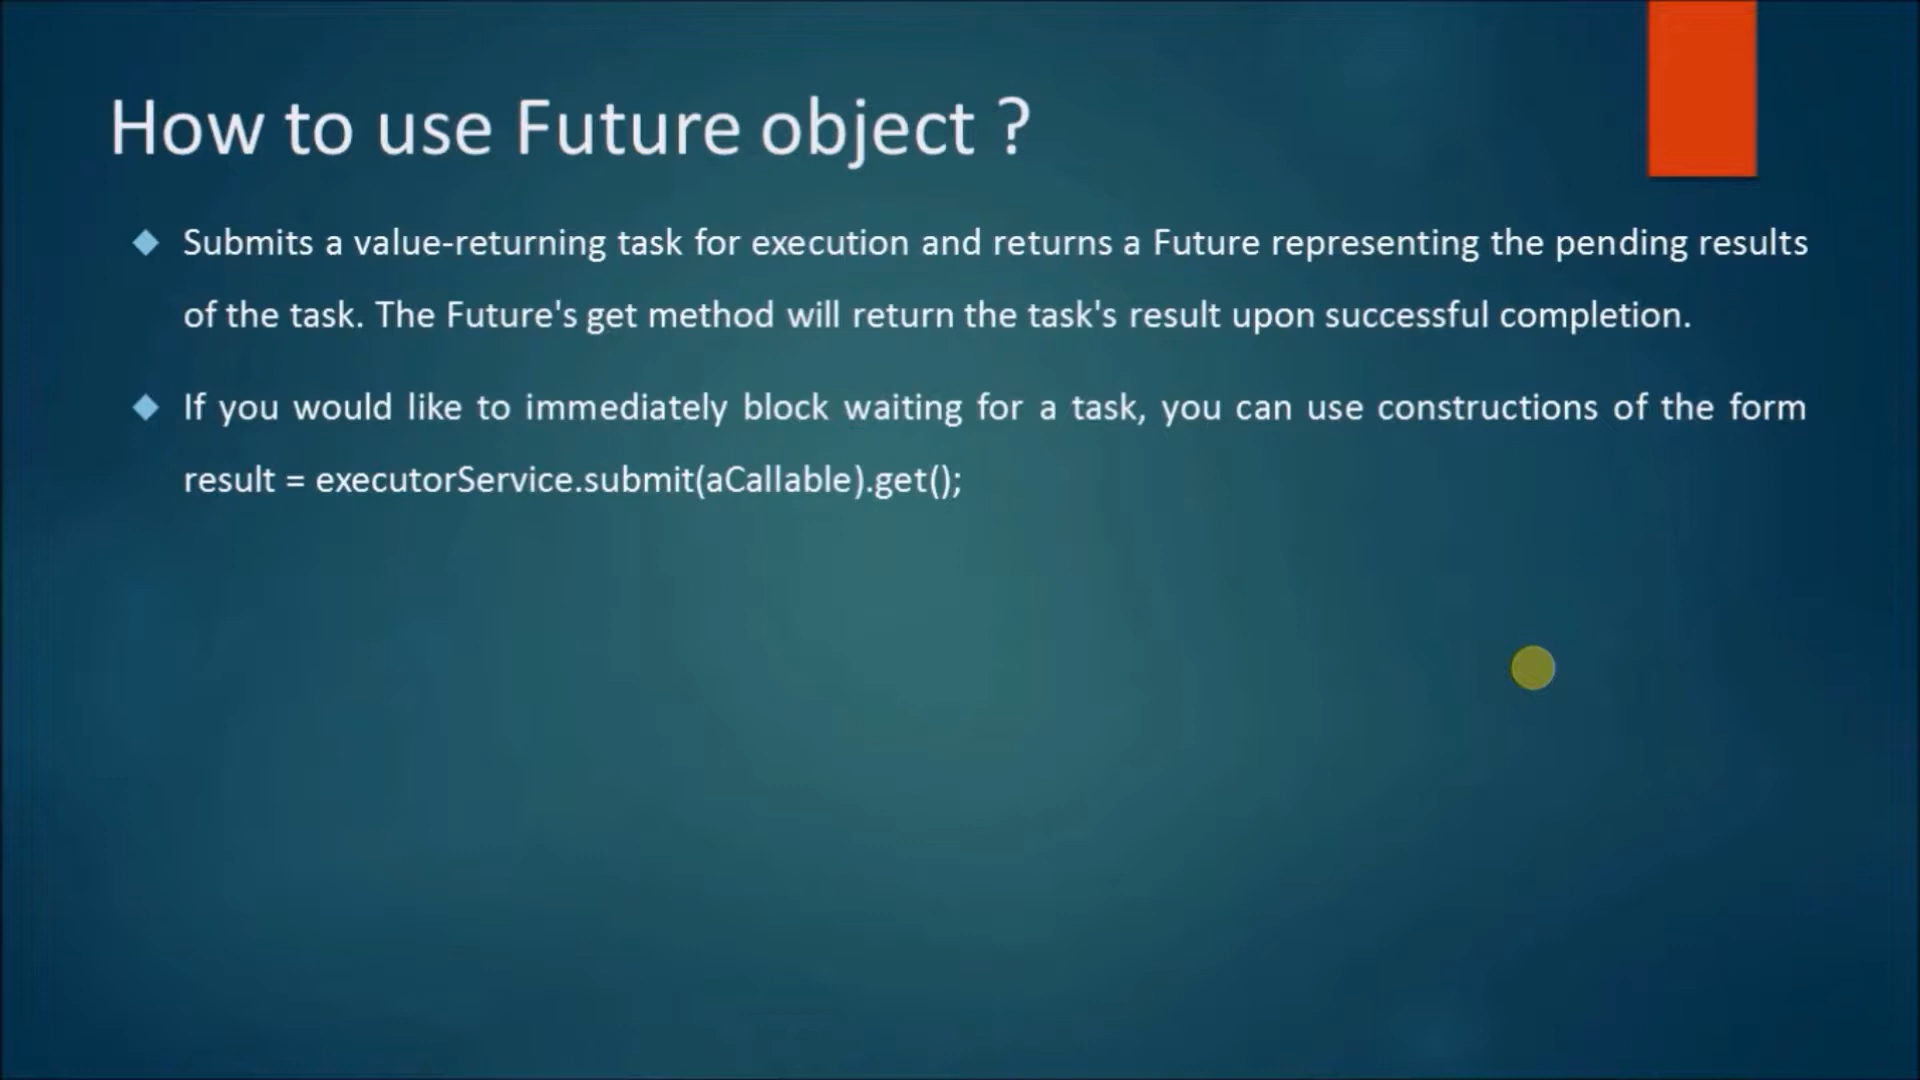 How to use Future object ?
Submits a value-returning task for execution and returns a Future representing the pending results
of the task. The Future's get method will return the task's result upon successful completion.
If you would like to immediately block waiting for a task, you can use constructions of the form
result = executorService.submit(aCallable).get();